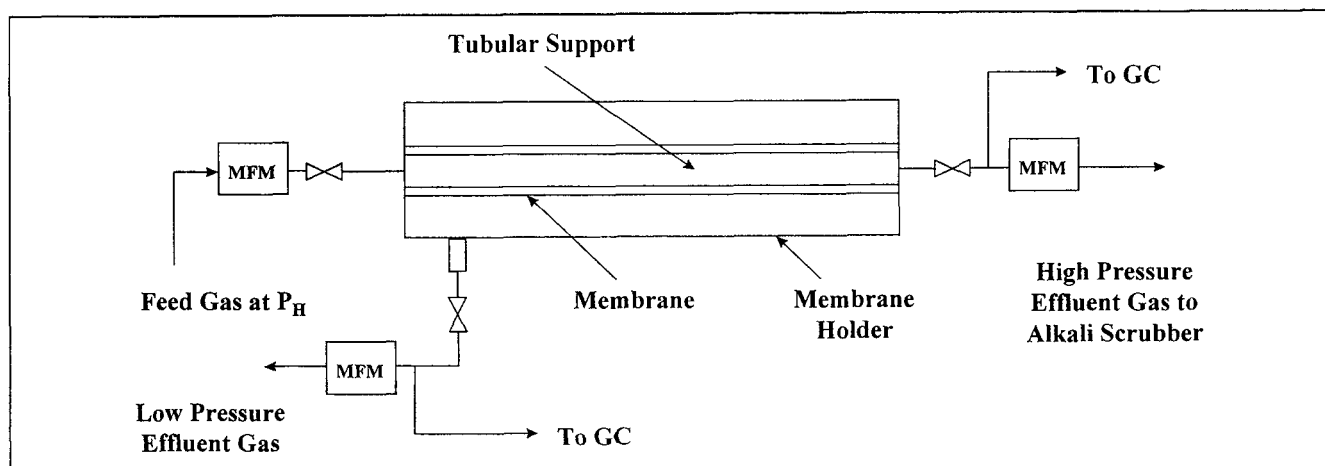 Tubular Support
To GC
MFM
MFM
Feed Gas at P_H
Membrane
Membrane
Holder
High Pressure
Effluent Gas to
Alkali Scrubber
MFM
Low Pressure
Effluent Gas
To GC